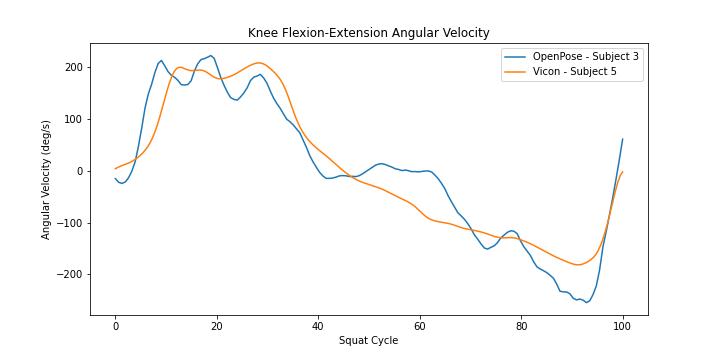 Knee Flexion-Extension Angular Velocity
OpenPose - Subject 3
Vicon - Subject 5
Angular Velocity (deg/s)
200
100
0
−100
−200
0 20 40 60 80 100
Squat Cycle